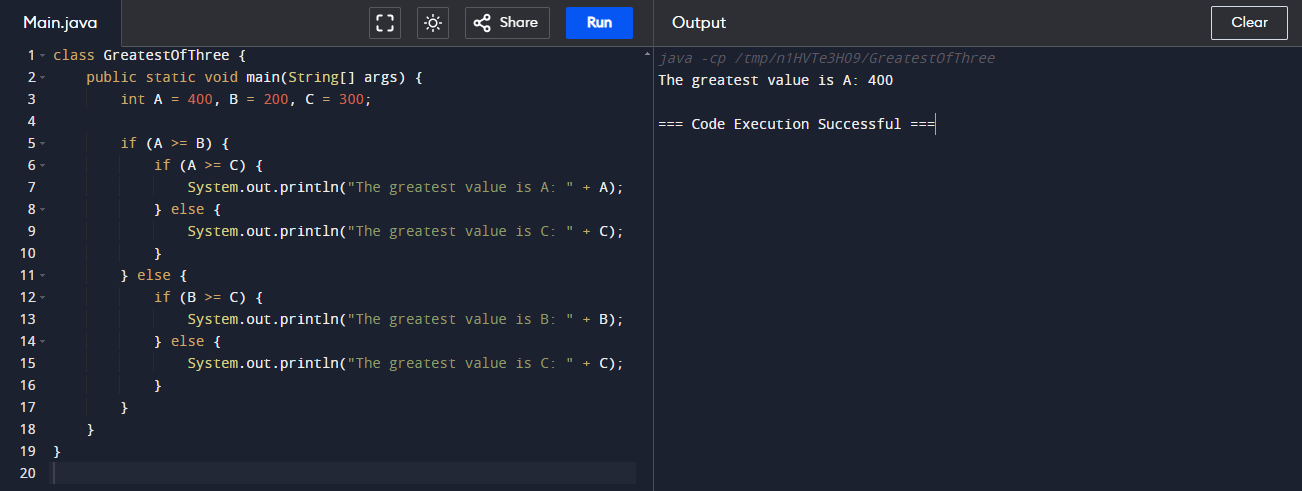 Main.java
Share
Run
Output
Clear
1 class GreatestOfThree {
2     public static void main(String[] args) {
3         int A = 400, B = 200, C = 300;
4
5         if (A >= B) {
6             if (A >= C) {
7                 System.out.println("The greatest value is A: " + A);
8             } else {
9                 System.out.println("The greatest value is C: " + C);
10             }
11         } else {
12             if (B >= C) {
13                 System.out.println("The greatest value is B: " + B);
14             } else {
15                 System.out.println("The greatest value is C: " + C);
16             }
17         }
18     }
19 }
20
java -cp /tmp/n1HVTe3H09/GreatestOfThree
The greatest value is A: 400
=== Code Execution Successful ===